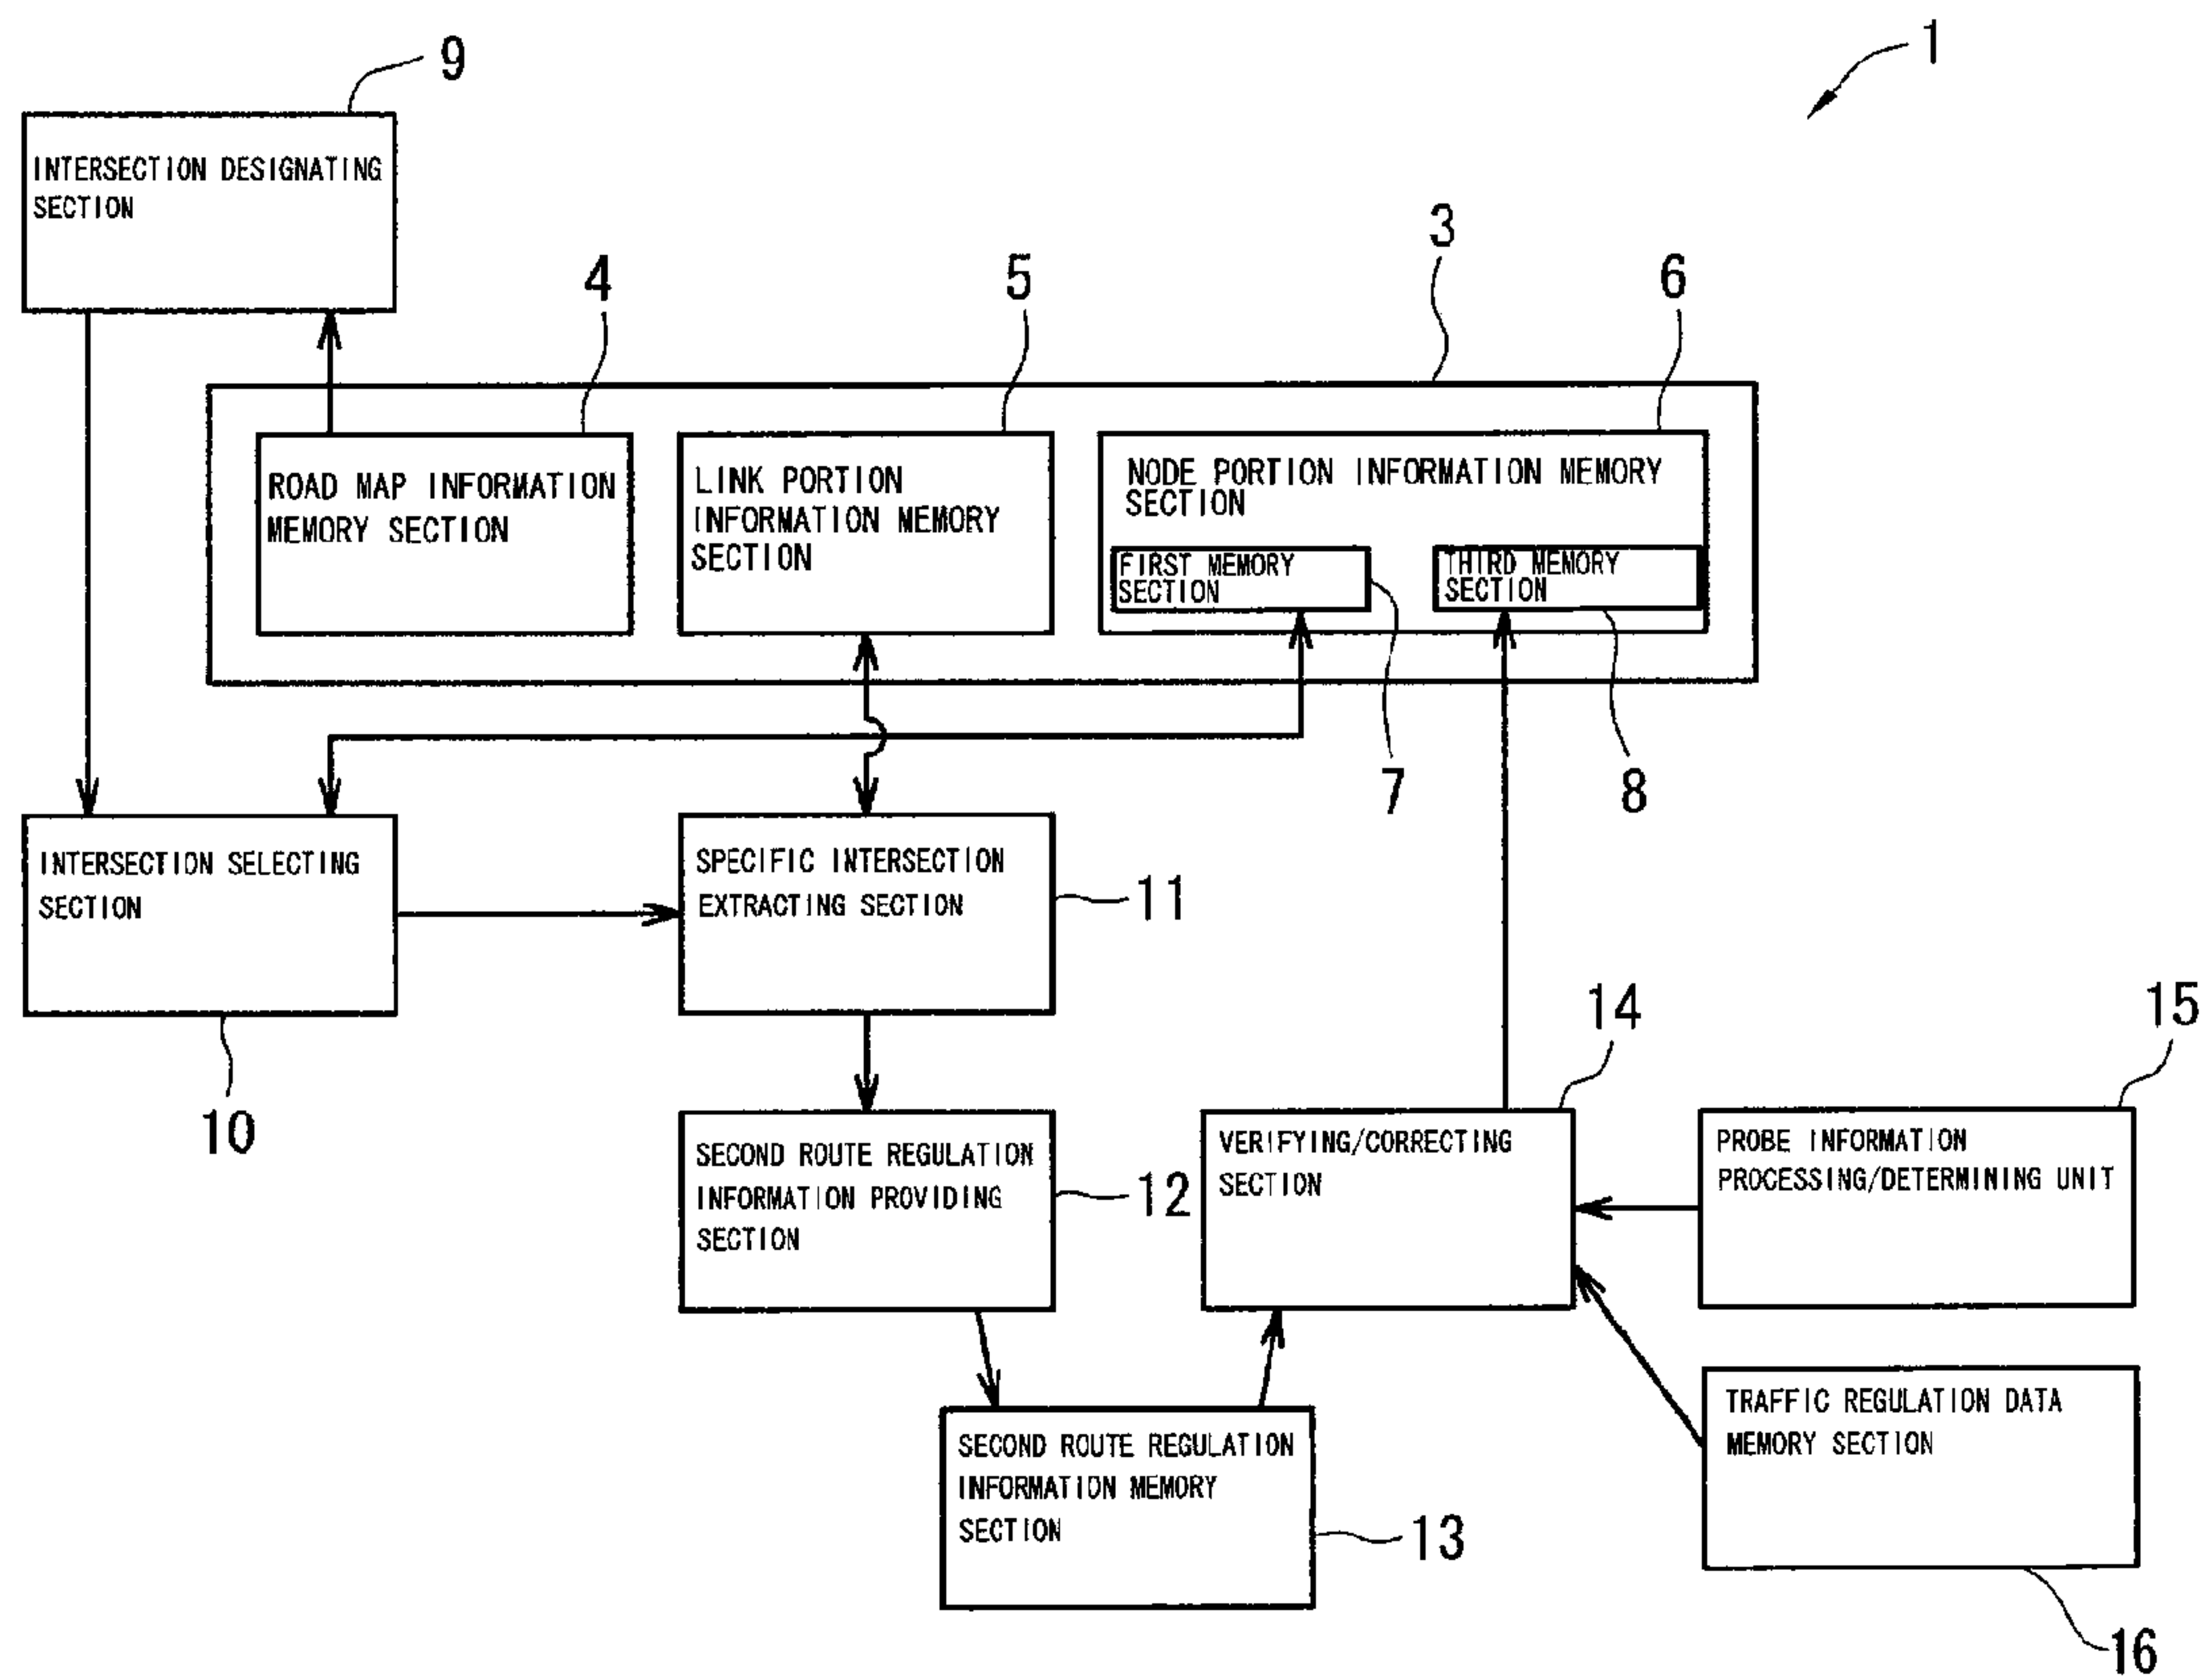 1
9
INTERSECTION DESIGNATING
SECTION
3
4
5
6
ROAD MAP INFORMATION
MEMORY SECTION
LINK PORTION
INFORMATION MEMORY
SECTION
NODE PORTION INFORMATION MEMORY
SECTION
FIRST MEMORY
SECTION
THIRD MEMORY
SECTION
7
8
INTERSECTION SELECTING
SECTION
10
SPECIFIC INTERSECTION
EXTRACTING SECTION
11
SECOND ROUTE REGULATION
INFORMATION PROVIDING
SECTION
12
14
VERIFYING/CORRECTING
SECTION
15
PROBE INFORMATION
PROCESSING/DETERMINING UNIT
SECOND ROUTE REGULATION
INFORMATION MEMORY
SECTION
13
TRAFFIC REGULATION DATA
MEMORY SECTION
16